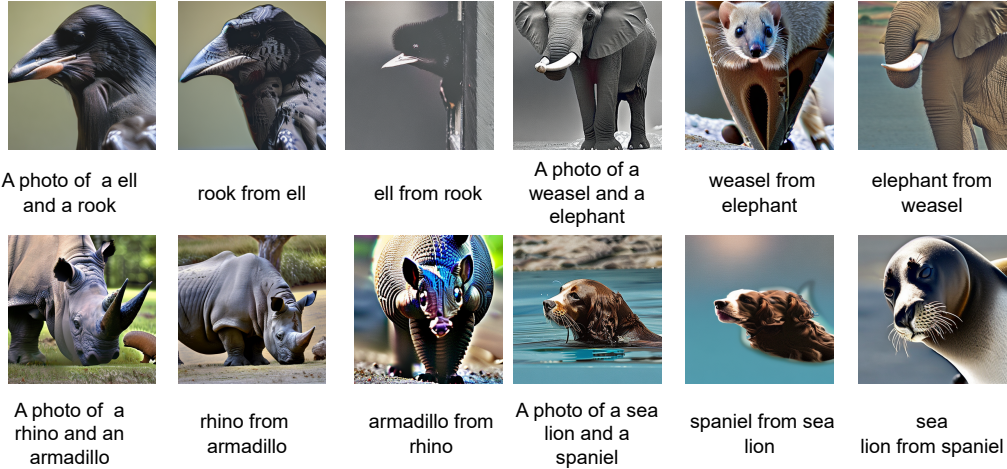 A photo of  a ell
and a rook
rook from ell
ell from rook
A photo of a
weasel and a
elephant
weasel from
elephant
elephant from
weasel
A photo of  a
rhino and an
armadillo
rhino from
armadillo
armadillo from
rhino
A photo of a sea
lion and a
spaniel
spaniel from sea
lion
sea
lion from spaniel